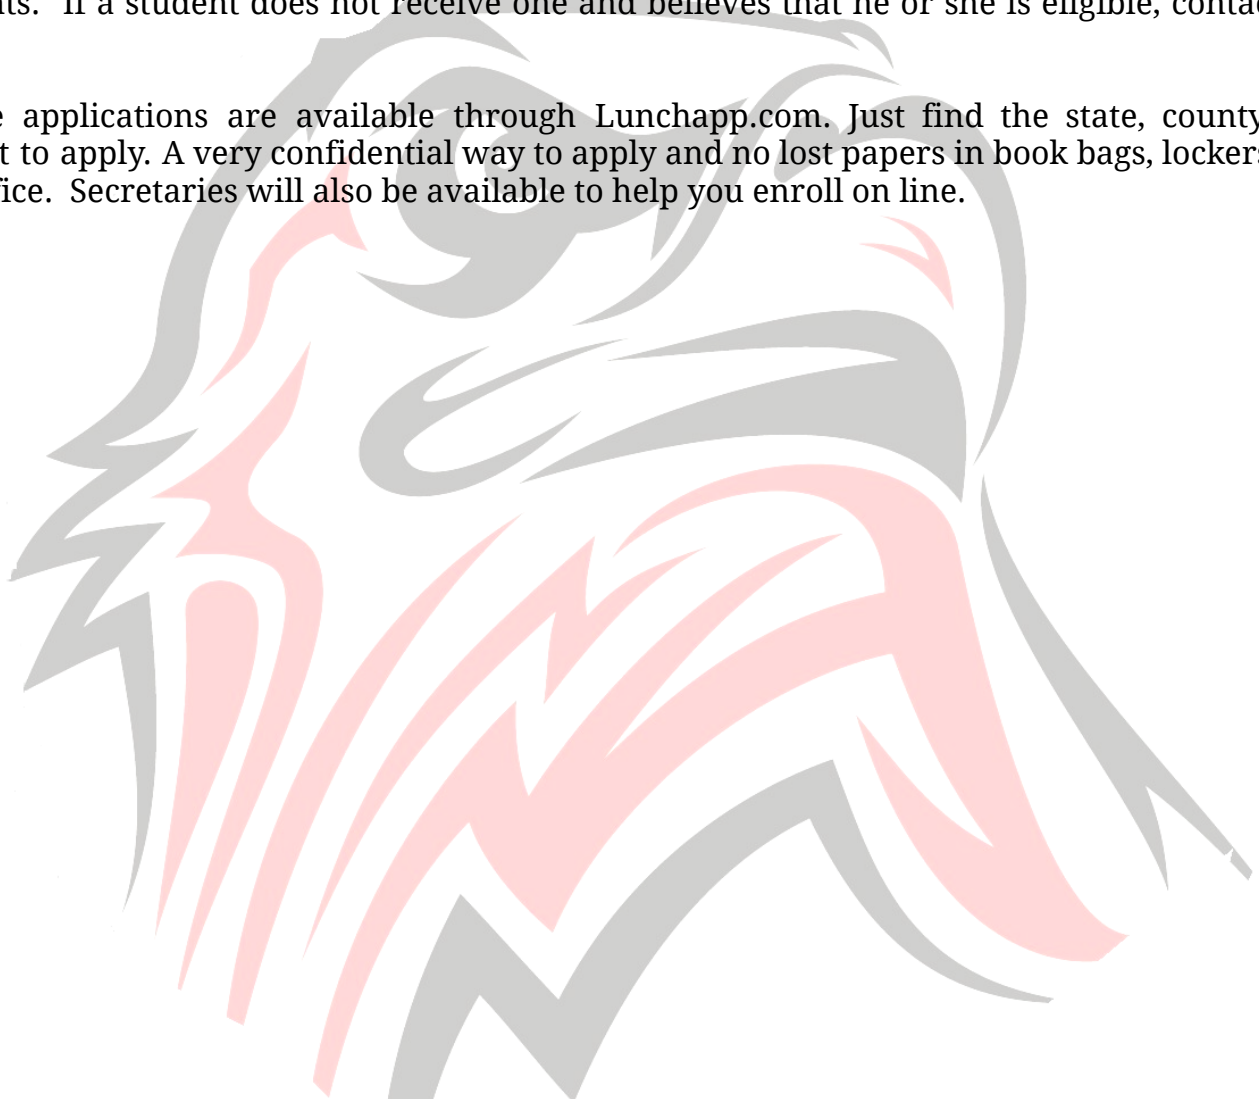 ts. If a student does not receive one and believes that he or she is eligible, contac
e applications are available through Lunchapp.com. Just find the state, county
t to apply. A very confidential way to apply and no lost papers in book bags, lockers
fice. Secretaries will also be available to help you enroll on line.